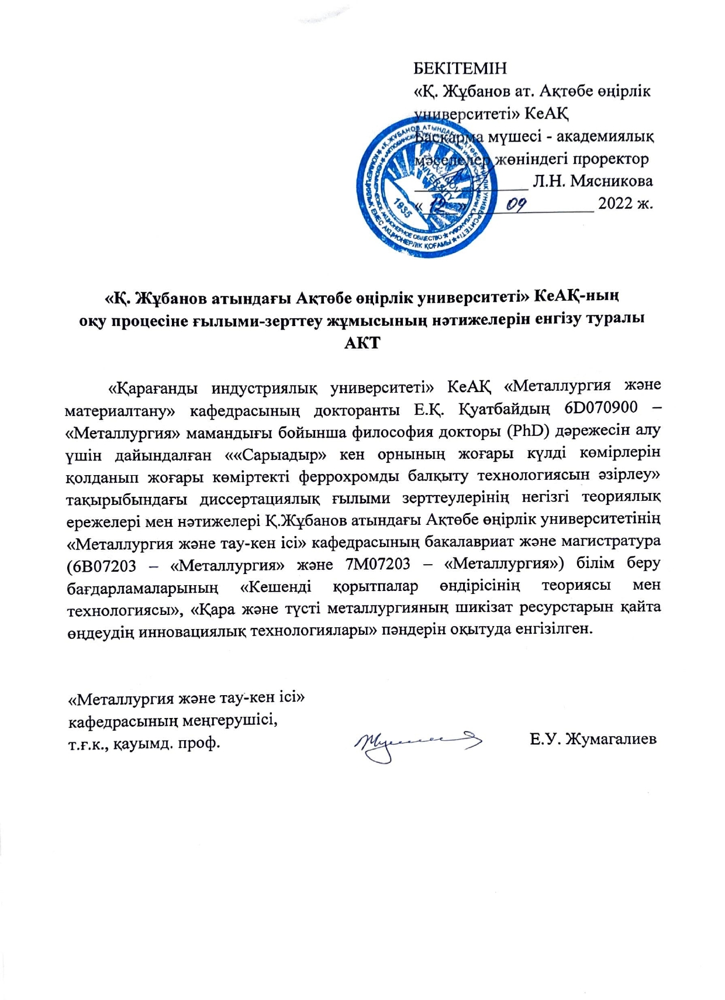 БЕКІТЕМІН
«Қ. Жұбанов ат. Ақтөбе өңірлік
университеті» КеАҚ
Басқарма мүшесі - академиялық
мәселелер жөніндегі проректор
Л.Н. Мясникова
«12» 09 2022 ж.
1935
«Қ. Жұбанов атындағы Ақтөбе өңірлік университеті» КеАҚ-ның
оқу процесіне ғылыми-зерттеу жұмысының нәтижелерін енгізу туралы
АКТ
«Қарағанды индустриялық университеті» КеАҚ «Металлургия және
материалтану» кафедрасының докторанты Е.Қ. Қуатбайдың 6D070900 –
«Металлургия» мамандығы бойынша философия докторы (PhD) дәрежесін алу
үшін дайындалған ««Сарыадыр» кен орнының жоғары күлді көмірлерін
қолданып жоғары көміртекті феррохромды балқыту технологиясын әзірлеу»
тақырыбындағы диссертациялық ғылыми зерттеулерінің негізгі теориялық
ережелері мен нәтижелері Қ.Жұбанов атындағы Ақтөбе өңірлік университетінің
«Металлургия және тау-кен ісі» кафедрасының бакалавриат және магистратура
(6В07203 – «Металлургия» және 7М07203 – «Металлургия») білім беру
бағдарламаларының «Кешенді қорытпалар өндірісінің теориясы мен
технологиясы», «Қара және түсті металлургияның шикізат ресурстарын қайта
өңдеудің инновациялық технологиялары» пәндерін оқытуда енгізілген.
«Металлургия және тау-кен ісі»
кафедрасының меңгерушісі,
т.ғ.к., қауымд. проф.
Е.У. Жумагалиев